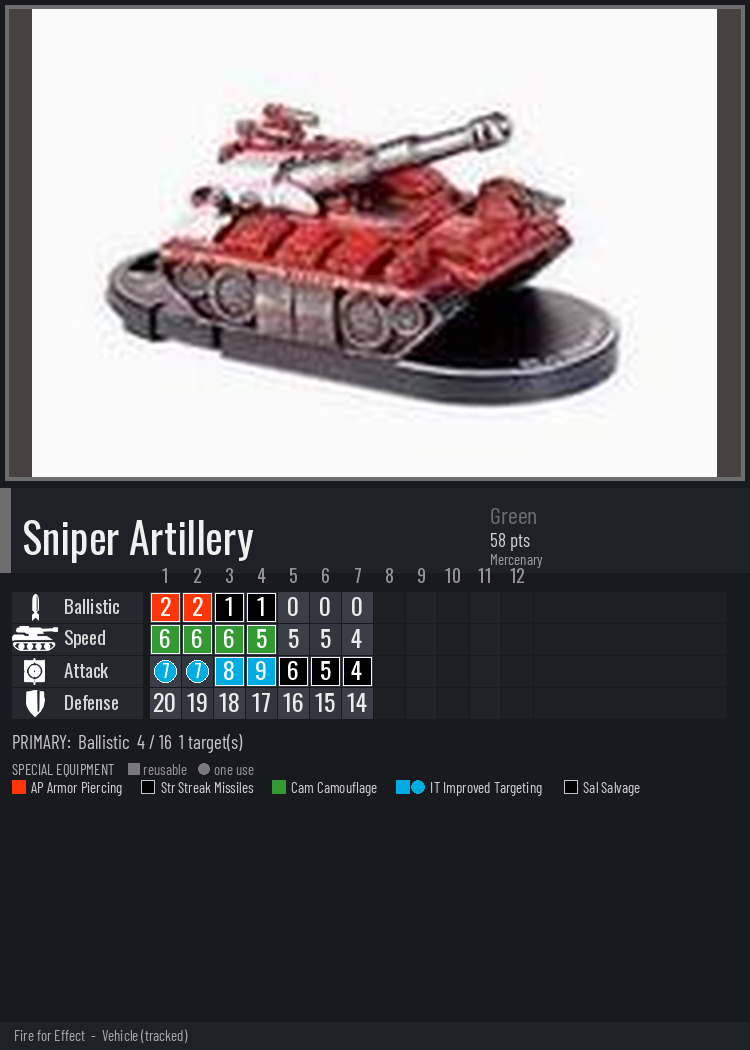 Sniper Artillery
Green
58 pts
Mercenary
1 2 3 4 5 6 7 8 9 10 11 12
Ballistic 2 2 1 1 0 0 0
Speed 6 6 6 5 5 5 4
Attack 7 7 8 9 6 5 4
Defense 20 19 18 17 16 15 14
PRIMARY: Ballistic 4 / 16 1 target(s)
SPECIAL EQUIPMENT reusable one use
AP Armor Piercing Str Streak Missiles Cam Camouflage IT Improved Targeting Sal Salvage
Fire for Effect - Vehicle (tracked)